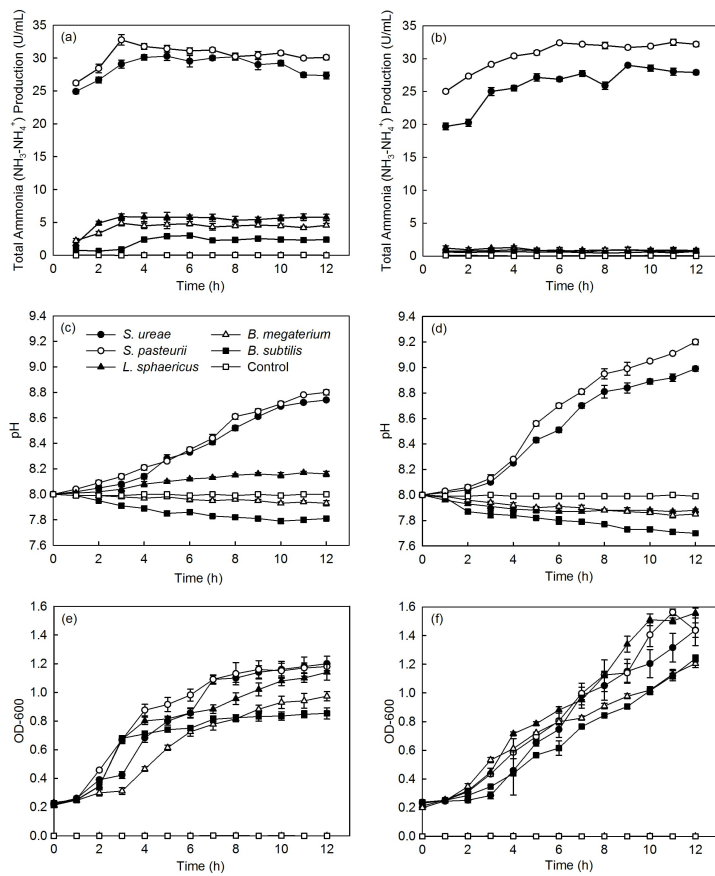 (a)
Total Ammonia (NH₃-NH₄⁺) Production (U/mL)
35
30
25
20
15
10
5
0
0 2 4 6 8 10 12
Time (h)
(b)
Total Ammonia (NH₃-NH₄⁺) Production (U/mL)
35
30
25
20
15
10
5
0
0 2 4 6 8 10 12
Time (h)
(c)
S. ureae
S. pasteurii
L. sphaericus
B. megaterium
B. subtilis
Control
pH
9.4
9.2
9.0
8.8
8.6
8.4
8.2
8.0
7.8
7.6
0 2 4 6 8 10 12
Time (h)
(d)
pH
9.4
9.2
9.0
8.8
8.6
8.4
8.2
8.0
7.8
7.6
0 2 4 6 8 10 12
Time (h)
(e)
OD-600
1.6
1.4
1.2
1.0
0.8
0.6
0.4
0.2
0.0
0 2 4 6 8 10 12
Time (h)
(f)
OD-600
1.6
1.4
1.2
1.0
0.8
0.6
0.4
0.2
0.0
0 2 4 6 8 10 12
Time (h)